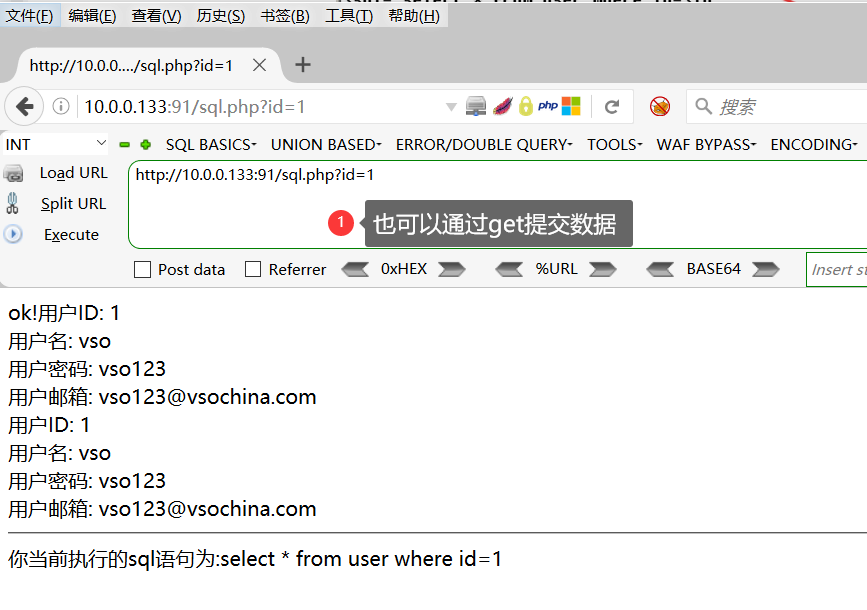 文件(F) 编辑(E) 查看(V) 历史(S) 书签(B) 工具(T) 帮助(H)
http://10.0.0..../sql.php?id=1
10.0.0.133:91/sql.php?id=1 php 搜索
INT SQL BASICS UNION BASED ERROR/DOUBLE QUERY TOOLS WAF BYPASS ENCODING
Load URL http://10.0.0.133:91/sql.php?id=1
Split URL
1 也可以通过get提交数据
Execute
Post data Referrer 0xHEX %URL BASE64 Insert
ok!用户ID: 1
用户名: vso
用户密码: vso123
用户邮箱: vso123@vsochina.com
用户ID: 1
用户名: vso
用户密码: vso123
用户邮箱: vso123@vsochina.com
你当前执行的sql语句为:select * from user where id=1